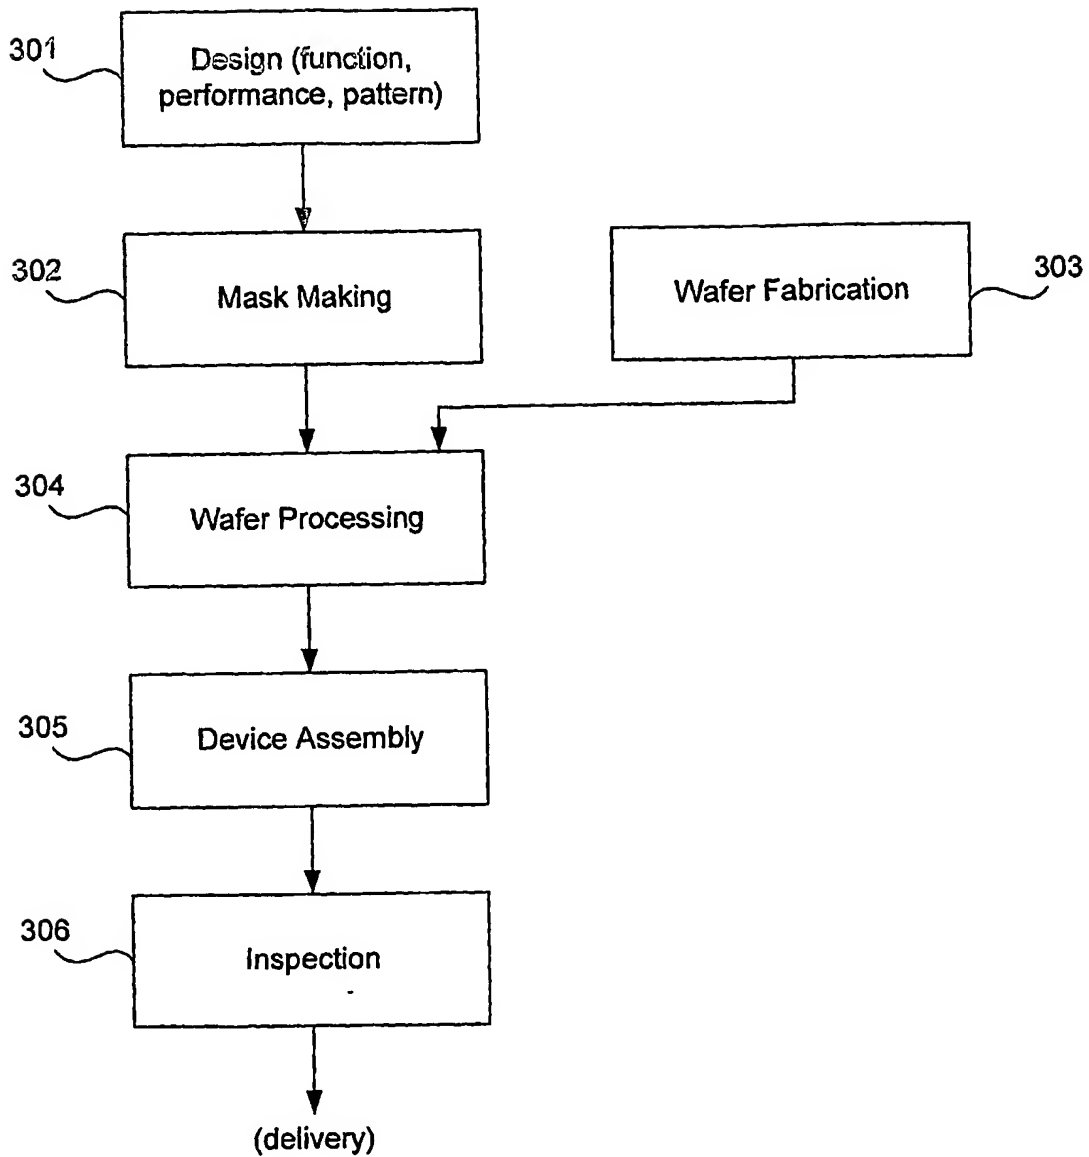 301
Design (function,
performance, pattern)
302
Mask Making
Wafer Fabrication
303
304
Wafer Processing
305
Device Assembly
306
Inspection
(delivery)